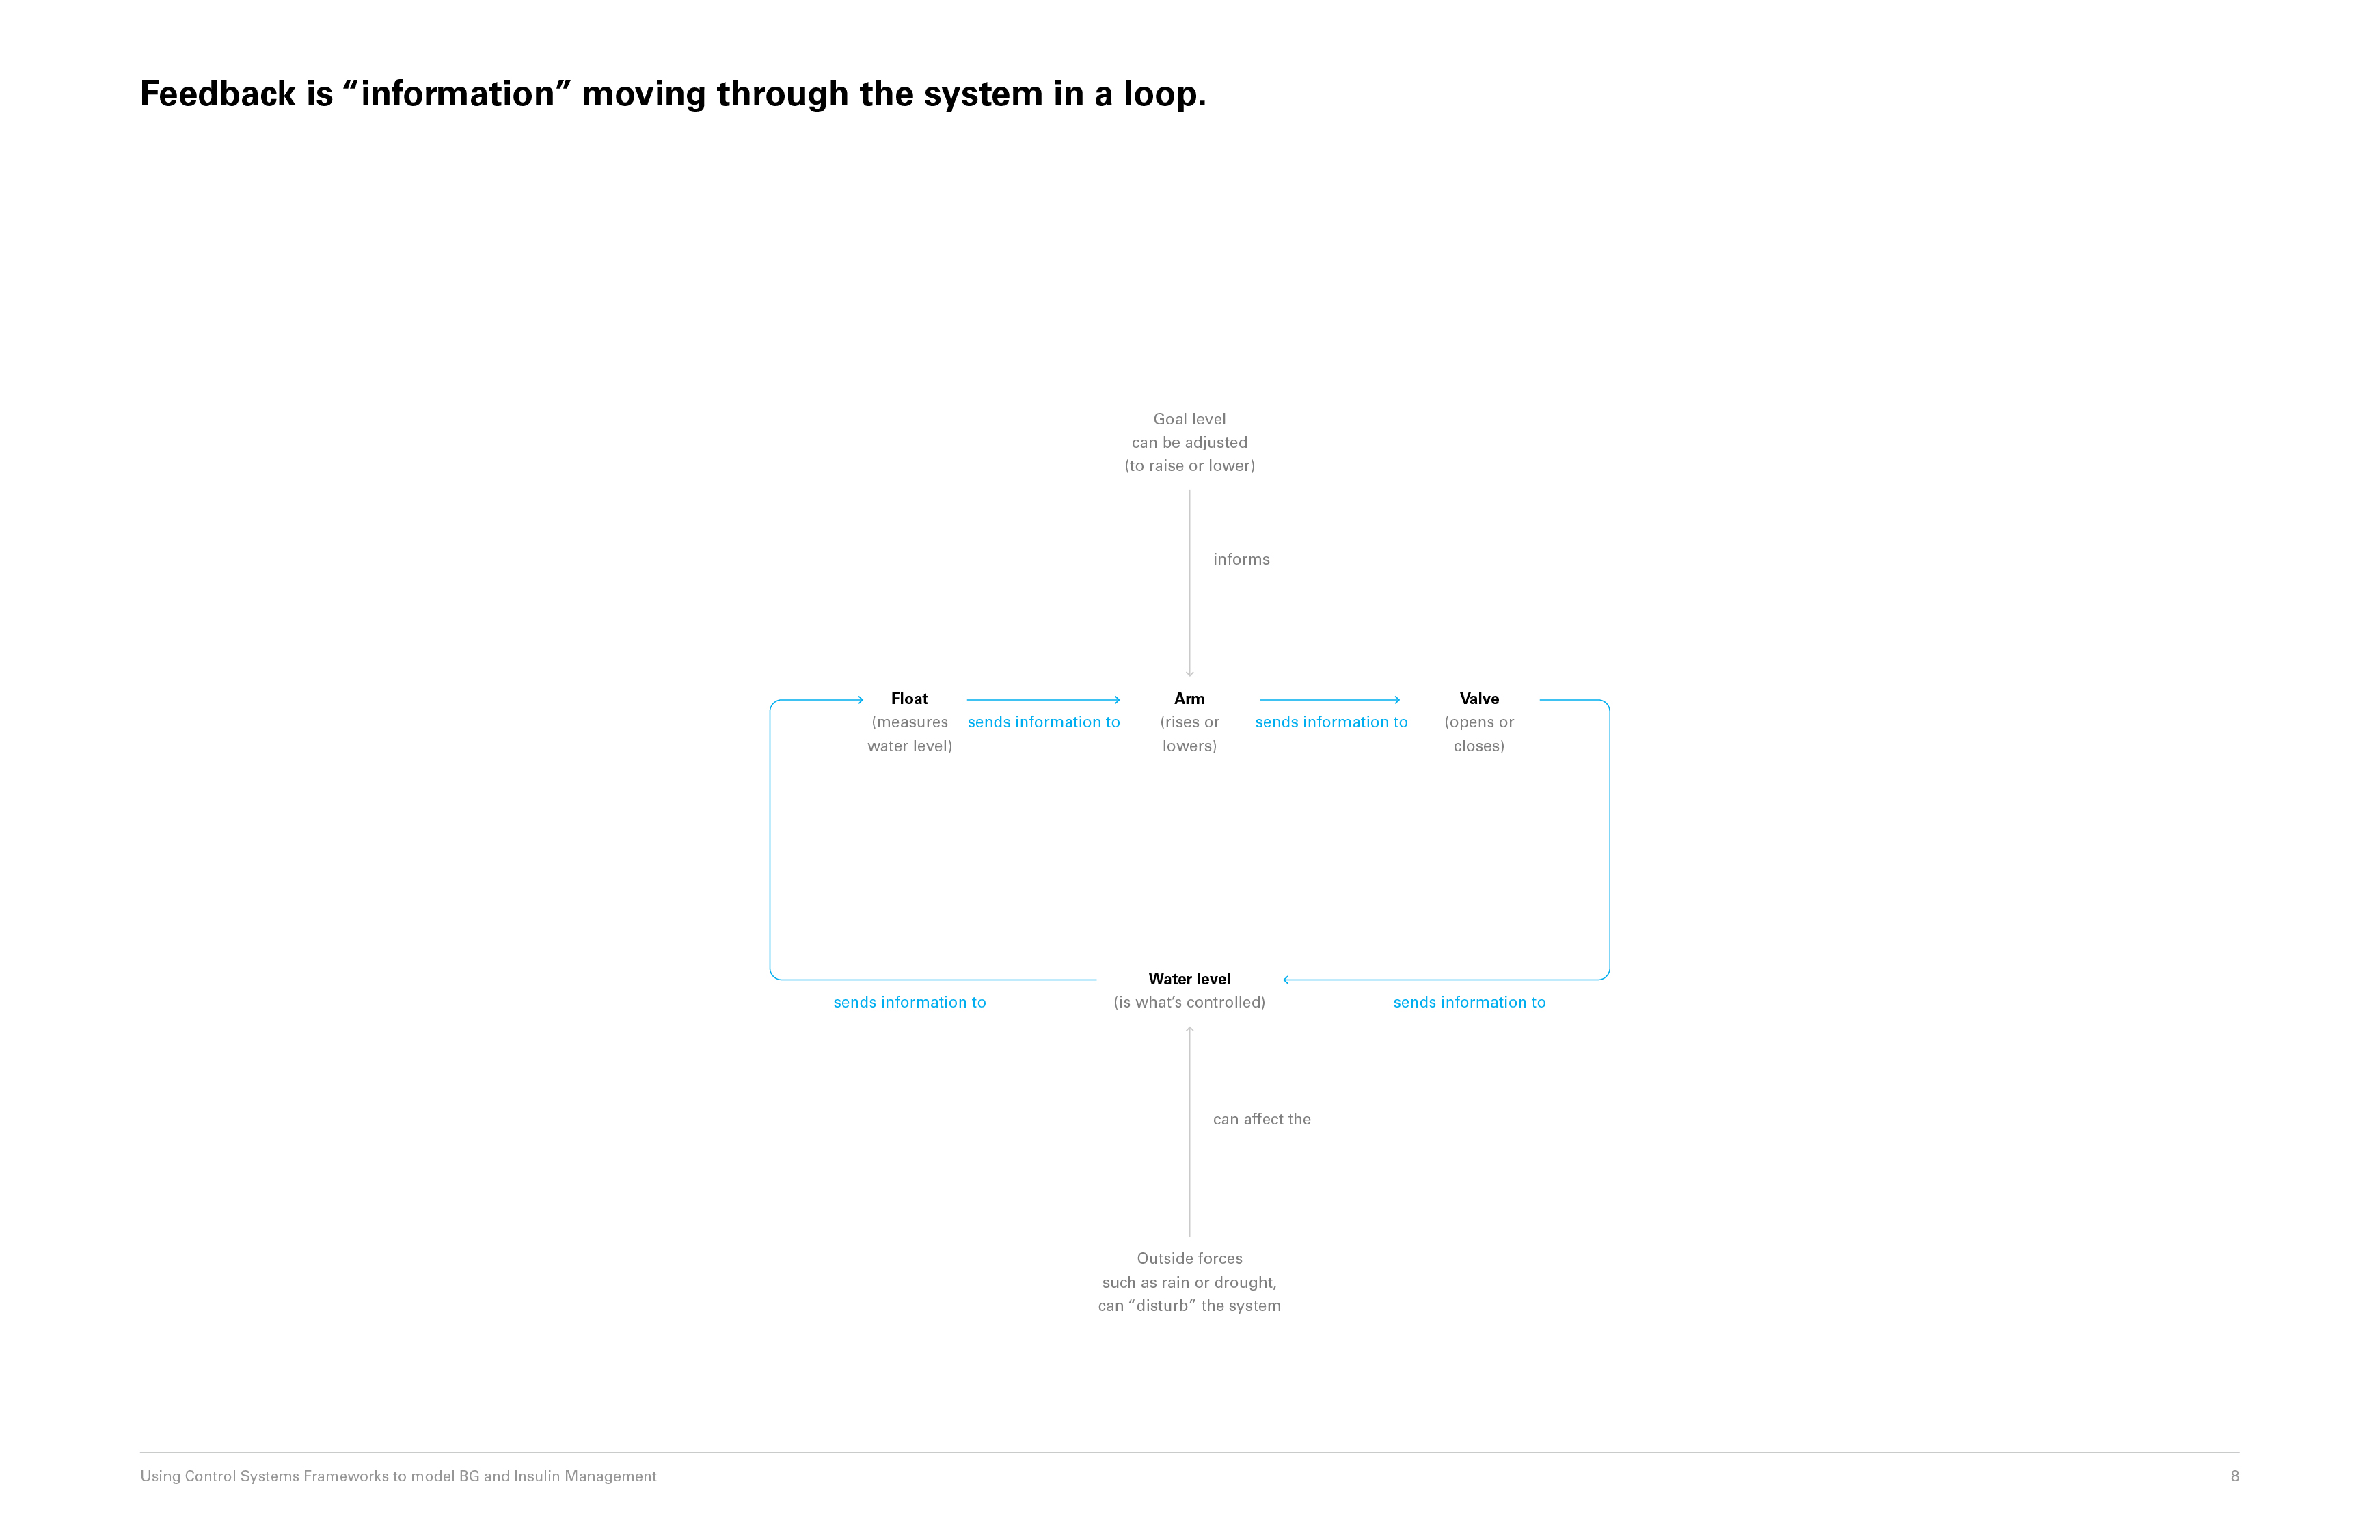 Feedback is “information” moving through the system in a loop.
Goal level
can be adjusted
(to raise or lower)
informs
Float
(measures
water level)
sends information to
Arm
(rises or
lowers)
sends information to
Valve
(opens or
closes)
sends information to
Water level
(is what’s controlled)
sends information to
can affect the
Outside forces
such as rain or drought,
can “disturb” the system
Using Control Systems Frameworks to model BG and Insulin Management
8